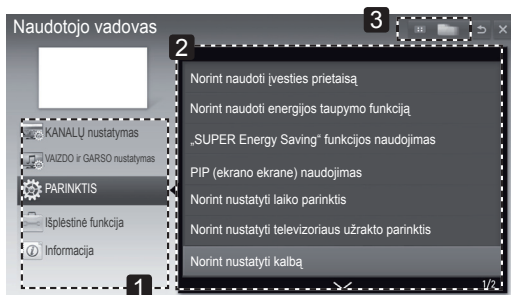 Naudotojo vadovas
3
2
KANALŲ nustatymas
VAIZDO ir GARSO nustatymas
PARINKTIS
Išplėstinė funkcija
Informacija
1
Norint naudoti įvesties prietaisą
Norint naudoti energijos taupymo funkciją
„SUPER Energy Saving“ funkcijos naudojimas
PIP (ekrano ekrane) naudojimas
Norint nustatyti laiko parinktis
Norint nustatyti televizoriaus užrakto parinktis
Norint nustatyti kalbą
1/2